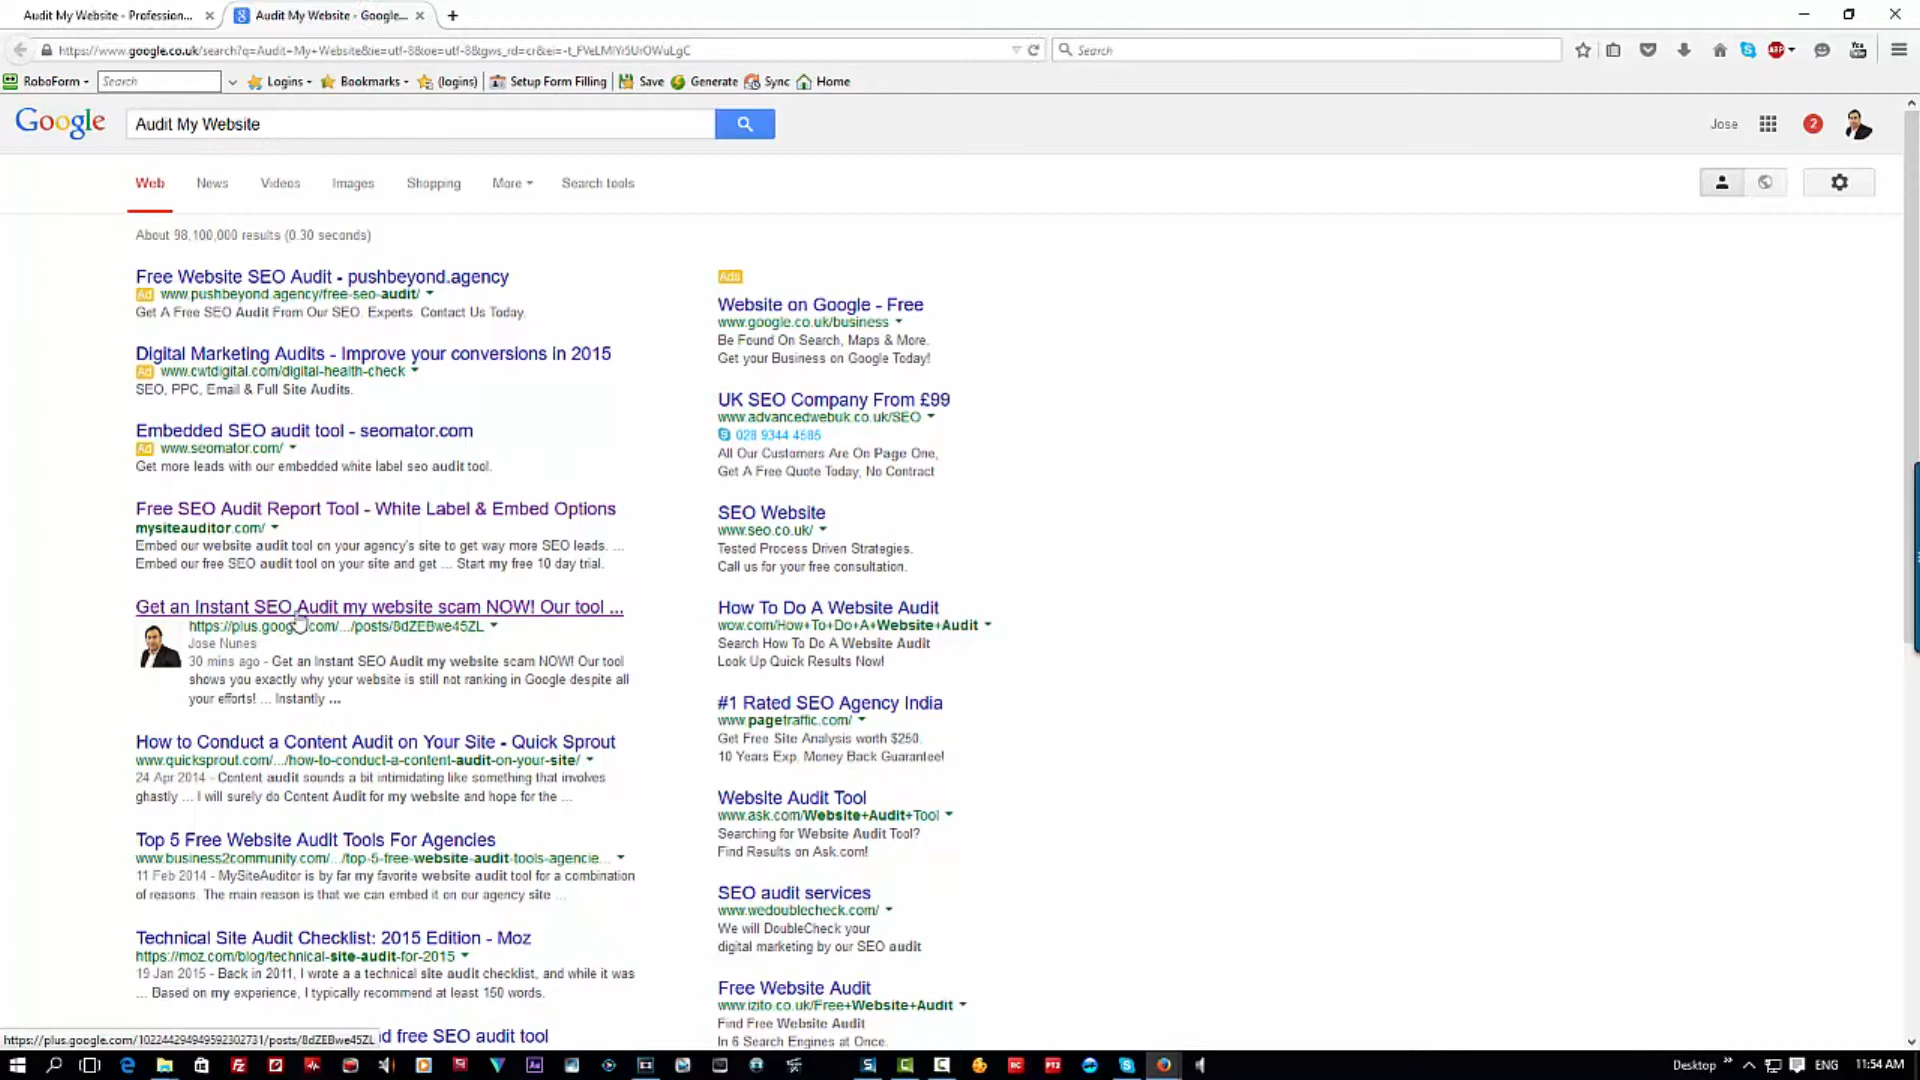 Audit My Website - Profession...
Audit My Website - Google...
https://www.google.co.uk/search?q=Audit+My+Website&ie=utf-8&oe=utf-8&gws_rd=cr&ei=-t_FVeLMIYr5UrOWuLgC
Search
RoboForm
Search
Logins
Bookmarks
(logins)
Setup Form Filling
Save
Generate
Sync
Home
Google
Audit My Website
Jose
2
Web
News
Videos
Images
Shopping
More
Search tools
About 98,100,000 results (0.30 seconds)
Free Website SEO Audit - pushbeyond.agency
Ad www.pushbeyond.agency/free-seo-audit/
Get A Free SEO Audit From Our SEO. Experts. Contact Us Today.
Digital Marketing Audits - Improve your conversions in 2015
Ad www.cwtdigital.com/digital-health-check
SEO, PPC, Email & Full Site Audits.
Embedded SEO audit tool - seomator.com
Ad www.seomator.com/
Get more leads with our embedded white label seo audit tool.
Free SEO Audit Report Tool - White Label & Embed Options
mysiteauditor.com/
Embed our website audit tool on your agency's site to get way more SEO leads. ...
Embed our free SEO audit tool on your site and get ... Start my free 10 day trial.
Get an Instant SEO Audit my website scam NOW! Our tool ...
https://plus.google.com/.../posts/8dZEBwe45ZL
Jose Nunes
30 mins ago - Get an Instant SEO Audit my website scam NOW! Our tool
shows you exactly why your website is still not ranking in Google despite all
your efforts! ... Instantly ...
How to Conduct a Content Audit on Your Site - Quick Sprout
www.quicksprout.com/.../how-to-conduct-a-content-audit-on-your-site/
24 Apr 2014 - Content audit sounds a bit intimidating like something that involves
ghastly ... I will surely do Content Audit for my website and hope for the ...
Top 5 Free Website Audit Tools For Agencies
www.business2community.com/.../top-5-free-website-audit-tools-agencie...
11 Feb 2014 - MySiteAuditor is by far my favorite website audit tool for a combination
of reasons. The main reason is that we can embed it on our agency site ...
Technical Site Audit Checklist: 2015 Edition - Moz
https://moz.com/blog/technical-site-audit-for-2015
19 Jan 2015 - Back in 2011, I wrote a a technical site audit checklist, and while it was
... Based on my experience, I typically recommend at least 150 words.
nd free SEO audit tool
Ads
Website on Google - Free
www.google.co.uk/business
Be Found On Search, Maps & More.
Get your Business on Google Today!
UK SEO Company From £99
www.advancedwebuk.co.uk/SEO
028 9344 4585
All Our Customers Are On Page One,
Get A Free Quote Today, No Contract
SEO Website
www.seo.co.uk/
Tested Process Driven Strategies.
Call us for your free consultation.
How To Do A Website Audit
wow.com/How+To+Do+A+Website+Audit
Search How To Do A Website Audit
Look Up Quick Results Now!
#1 Rated SEO Agency India
www.pagetraffic.com/
Get Free Site Analysis worth $250.
10 Years Exp. Money Back Guarantee!
Website Audit Tool
www.ask.com/Website+Audit+Tool
Searching for Website Audit Tool?
Find Results on Ask.com!
SEO audit services
www.wedoublecheck.com/
We will DoubleCheck your
digital marketing by our SEO audit
Free Website Audit
www.izito.co.uk/Free+Website+Audit
Find Free Website Audit
In 6 Search Engines at Once.
https://plus.google.com/102244294949592302731/posts/8dZEBwe45ZL
Desktop
ENG
11:54 AM